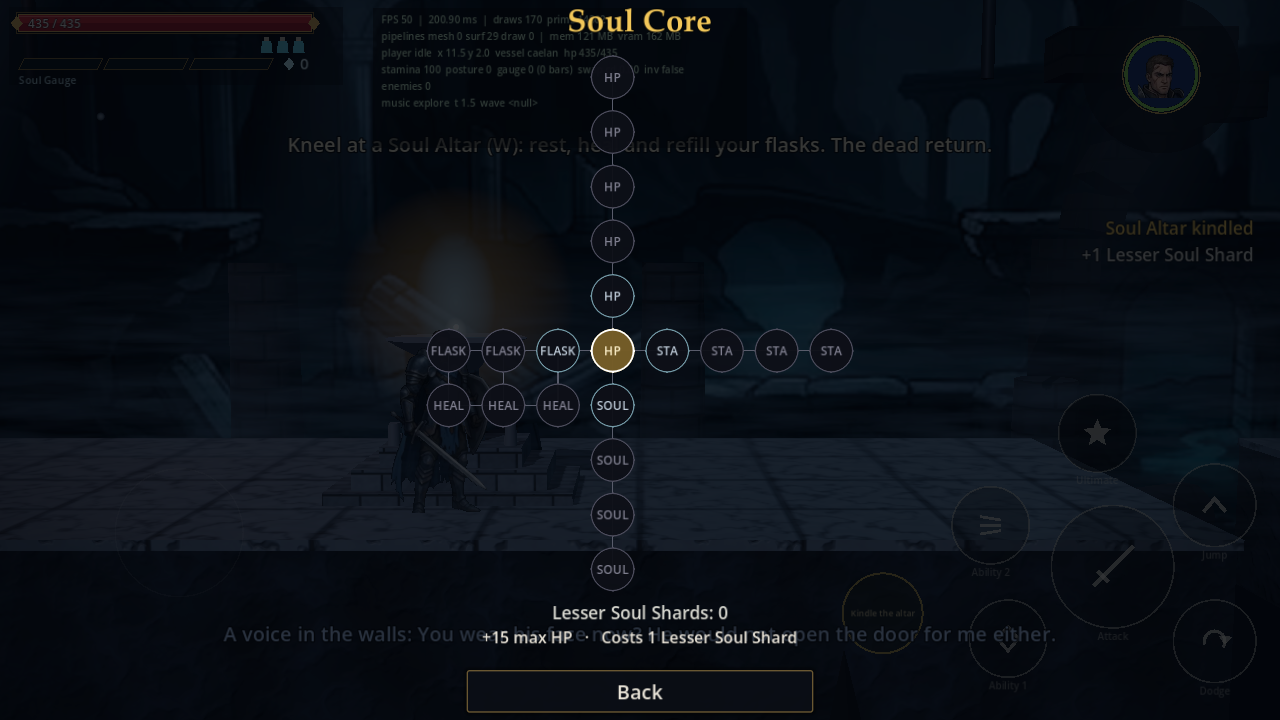 Soul Core
435 / 435
0
Soul Gauge
FPS 50 | 200.90 ms | draws 170 prim
pipelines mesh 0 surf 29 draw 0 | mem 121 MB vram 162 MB
player idle x 11.5 y 2.0 vessel caelan hp 435/435
stamina 100 posture 0 gauge 0 (0 bars) sw 0 inv false
enemies 0
music explore t 1.5 wave <null>
HP
HP
Kneel at a Soul Altar (W): rest, and refill your flasks. The dead return.
HP
Soul Altar kindled
+1 Lesser Soul Shard
HP
HP
FLASK FLASK FLASK HP STA STA STA STA
HEAL HEAL HEAL SOUL
SOUL
SOUL
SOUL
Ability 2
Jump
Kindle the altar
Attack
Ability 1
Dodge
Lesser Soul Shards: 0
A voice in the walls: You open the door for me either.
+15 max HP · Costs 1 Lesser Soul Shard
Back